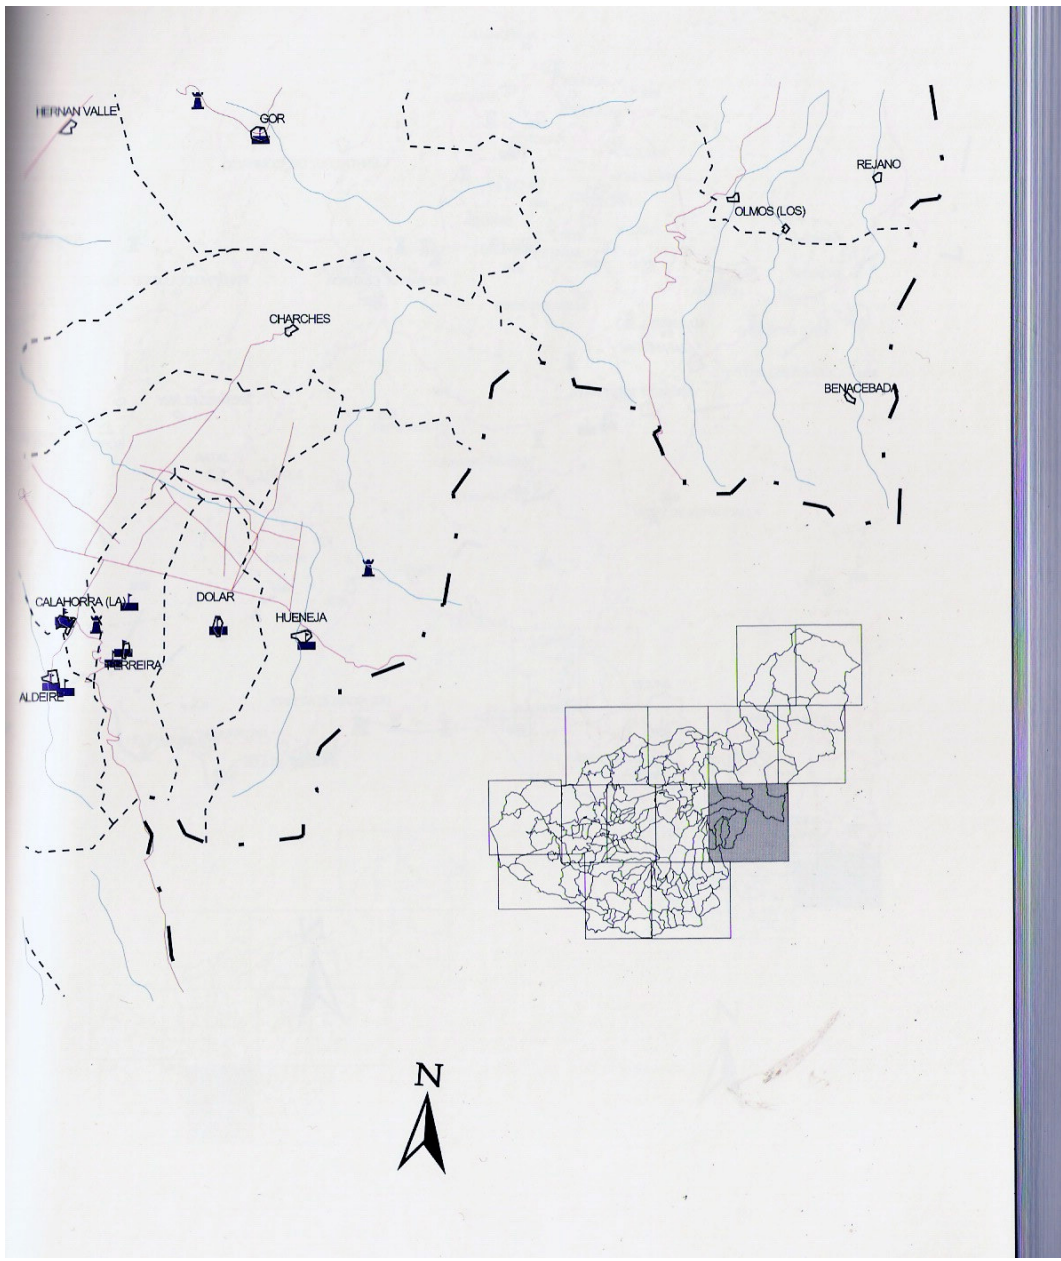 HERNAN VALLE
GOR
REJANO
OLMOS (LOS)
CHARCHES
BENACEBADA
CALAHORRA (LA)
DOLAR
HUENEJA
FERREIRA
ALDEIRE
N